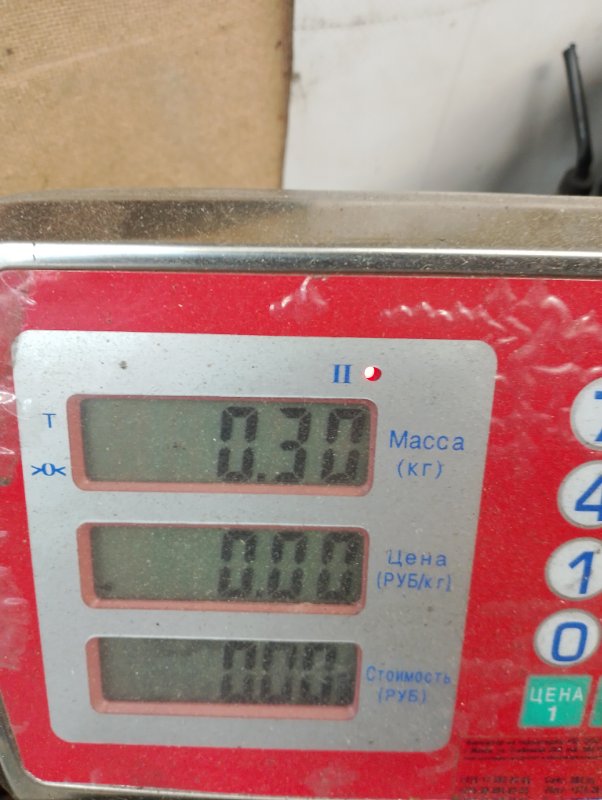 II
T
0.30
Масса
(кг)
>0<
7
4
0.00
Цена
(РУБ/кг)
1
0
0.00
Стоимость
(РУБ)
ЦЕНА
1